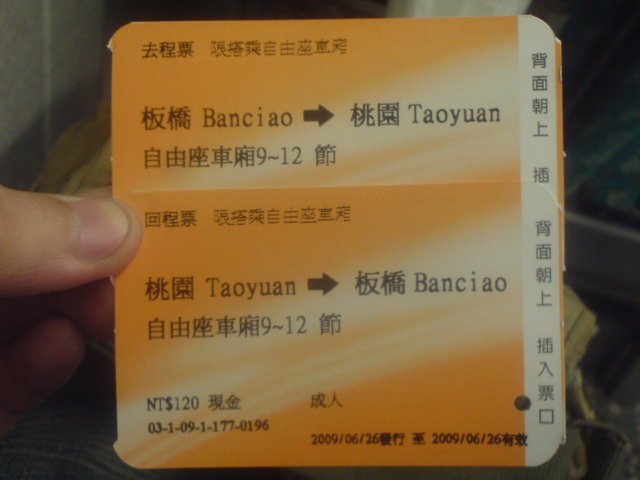 去程票 限搭乘自由座車廂
板橋 Banciao ➡ 桃園 Taoyuan
自由座車廂9~12 節
背面朝上 插
回程票 限搭乘自由座車廂
桃園 Taoyuan ➡ 板橋 Banciao
自由座車廂9~12 節
NT$120 現金 成人
03-1-09-1-177-0196
2009/06/26發行 至 2009/06/26有效
背面朝上 插入票口